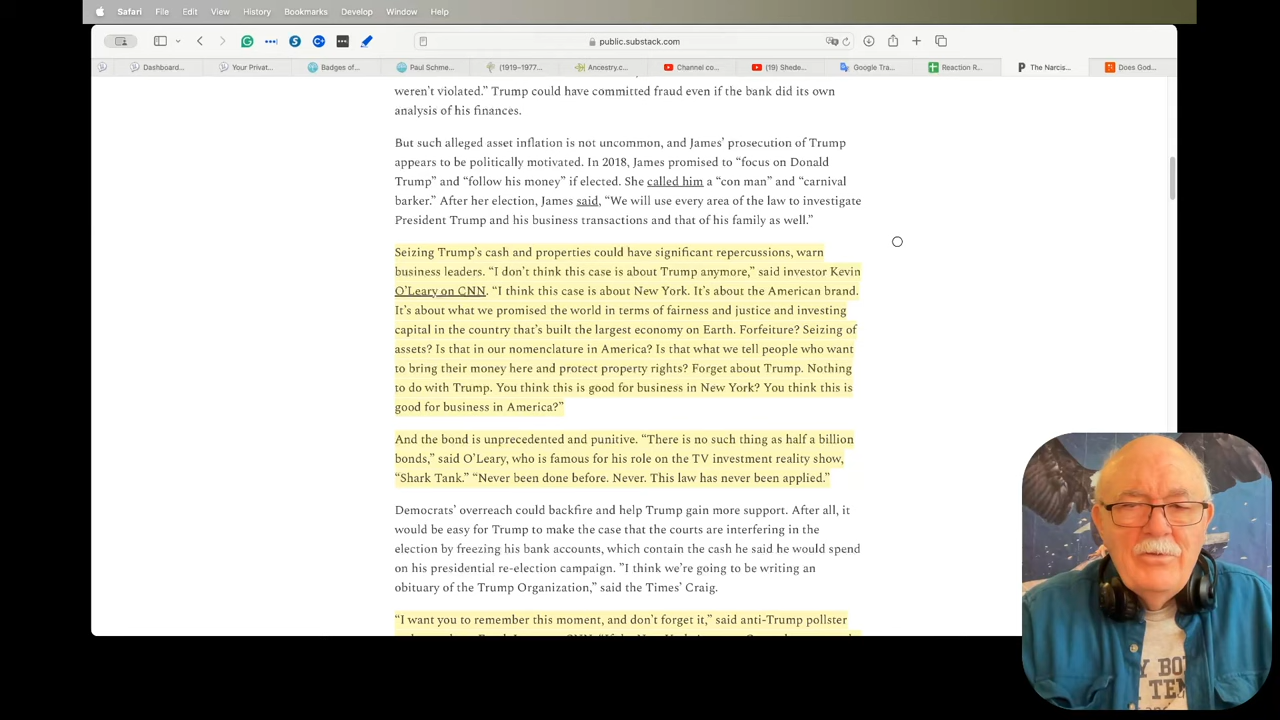 Safari File Edit View History Bookmarks Develop Window Help
public.substack.com
Dashboard... Your Privat... Badges of... Paul Schme... (1919–1977... Ancestry.c... Channel co... (19) Shede... Google Tra... Reaction R... The Narcis... Does God...
weren't violated.” Trump could have committed fraud even if the bank did its own
analysis of his finances.
But such alleged asset inflation is not uncommon, and James’ prosecution of Trump
appears to be politically motivated. In 2018, James promised to “focus on Donald
Trump” and “follow his money” if elected. She called him a “con man” and “carnival
barker.” After her election, James said, “We will use every area of the law to investigate
President Trump and his business transactions and that of his family as well.”
Seizing Trump’s cash and properties could have significant repercussions, warn
business leaders. “I don’t think this case is about Trump anymore,” said investor Kevin
O’Leary on CNN. “I think this case is about New York. It’s about the American brand.
It’s about what we promised the world in terms of fairness and justice and investing
capital in the country that’s built the largest economy on Earth. Forfeiture? Seizing of
assets? Is that in our nomenclature in America? Is that what we tell people who want
to bring their money here and protect property rights? Forget about Trump. Nothing
to do with Trump. You think this is good for business in New York? You think this is
good for business in America?”
And the bond is unprecedented and punitive. “There is no such thing as half a billion
bonds,” said O’Leary, who is famous for his role on the TV investment reality show,
“Shark Tank.” “Never been done before. Never. This law has never been applied.”
Democrats’ overreach could backfire and help Trump gain more support. After all, it
would be easy for Trump to make the case that the courts are interfering in the
election by freezing his bank accounts, which contain the cash he said he would spend
on his presidential re-election campaign. ”I think we’re going to be writing an
obituary of the Trump Organization,” said the Times’ Craig.
“I want you to remember this moment, and don’t forget it,” said anti-Trump pollster